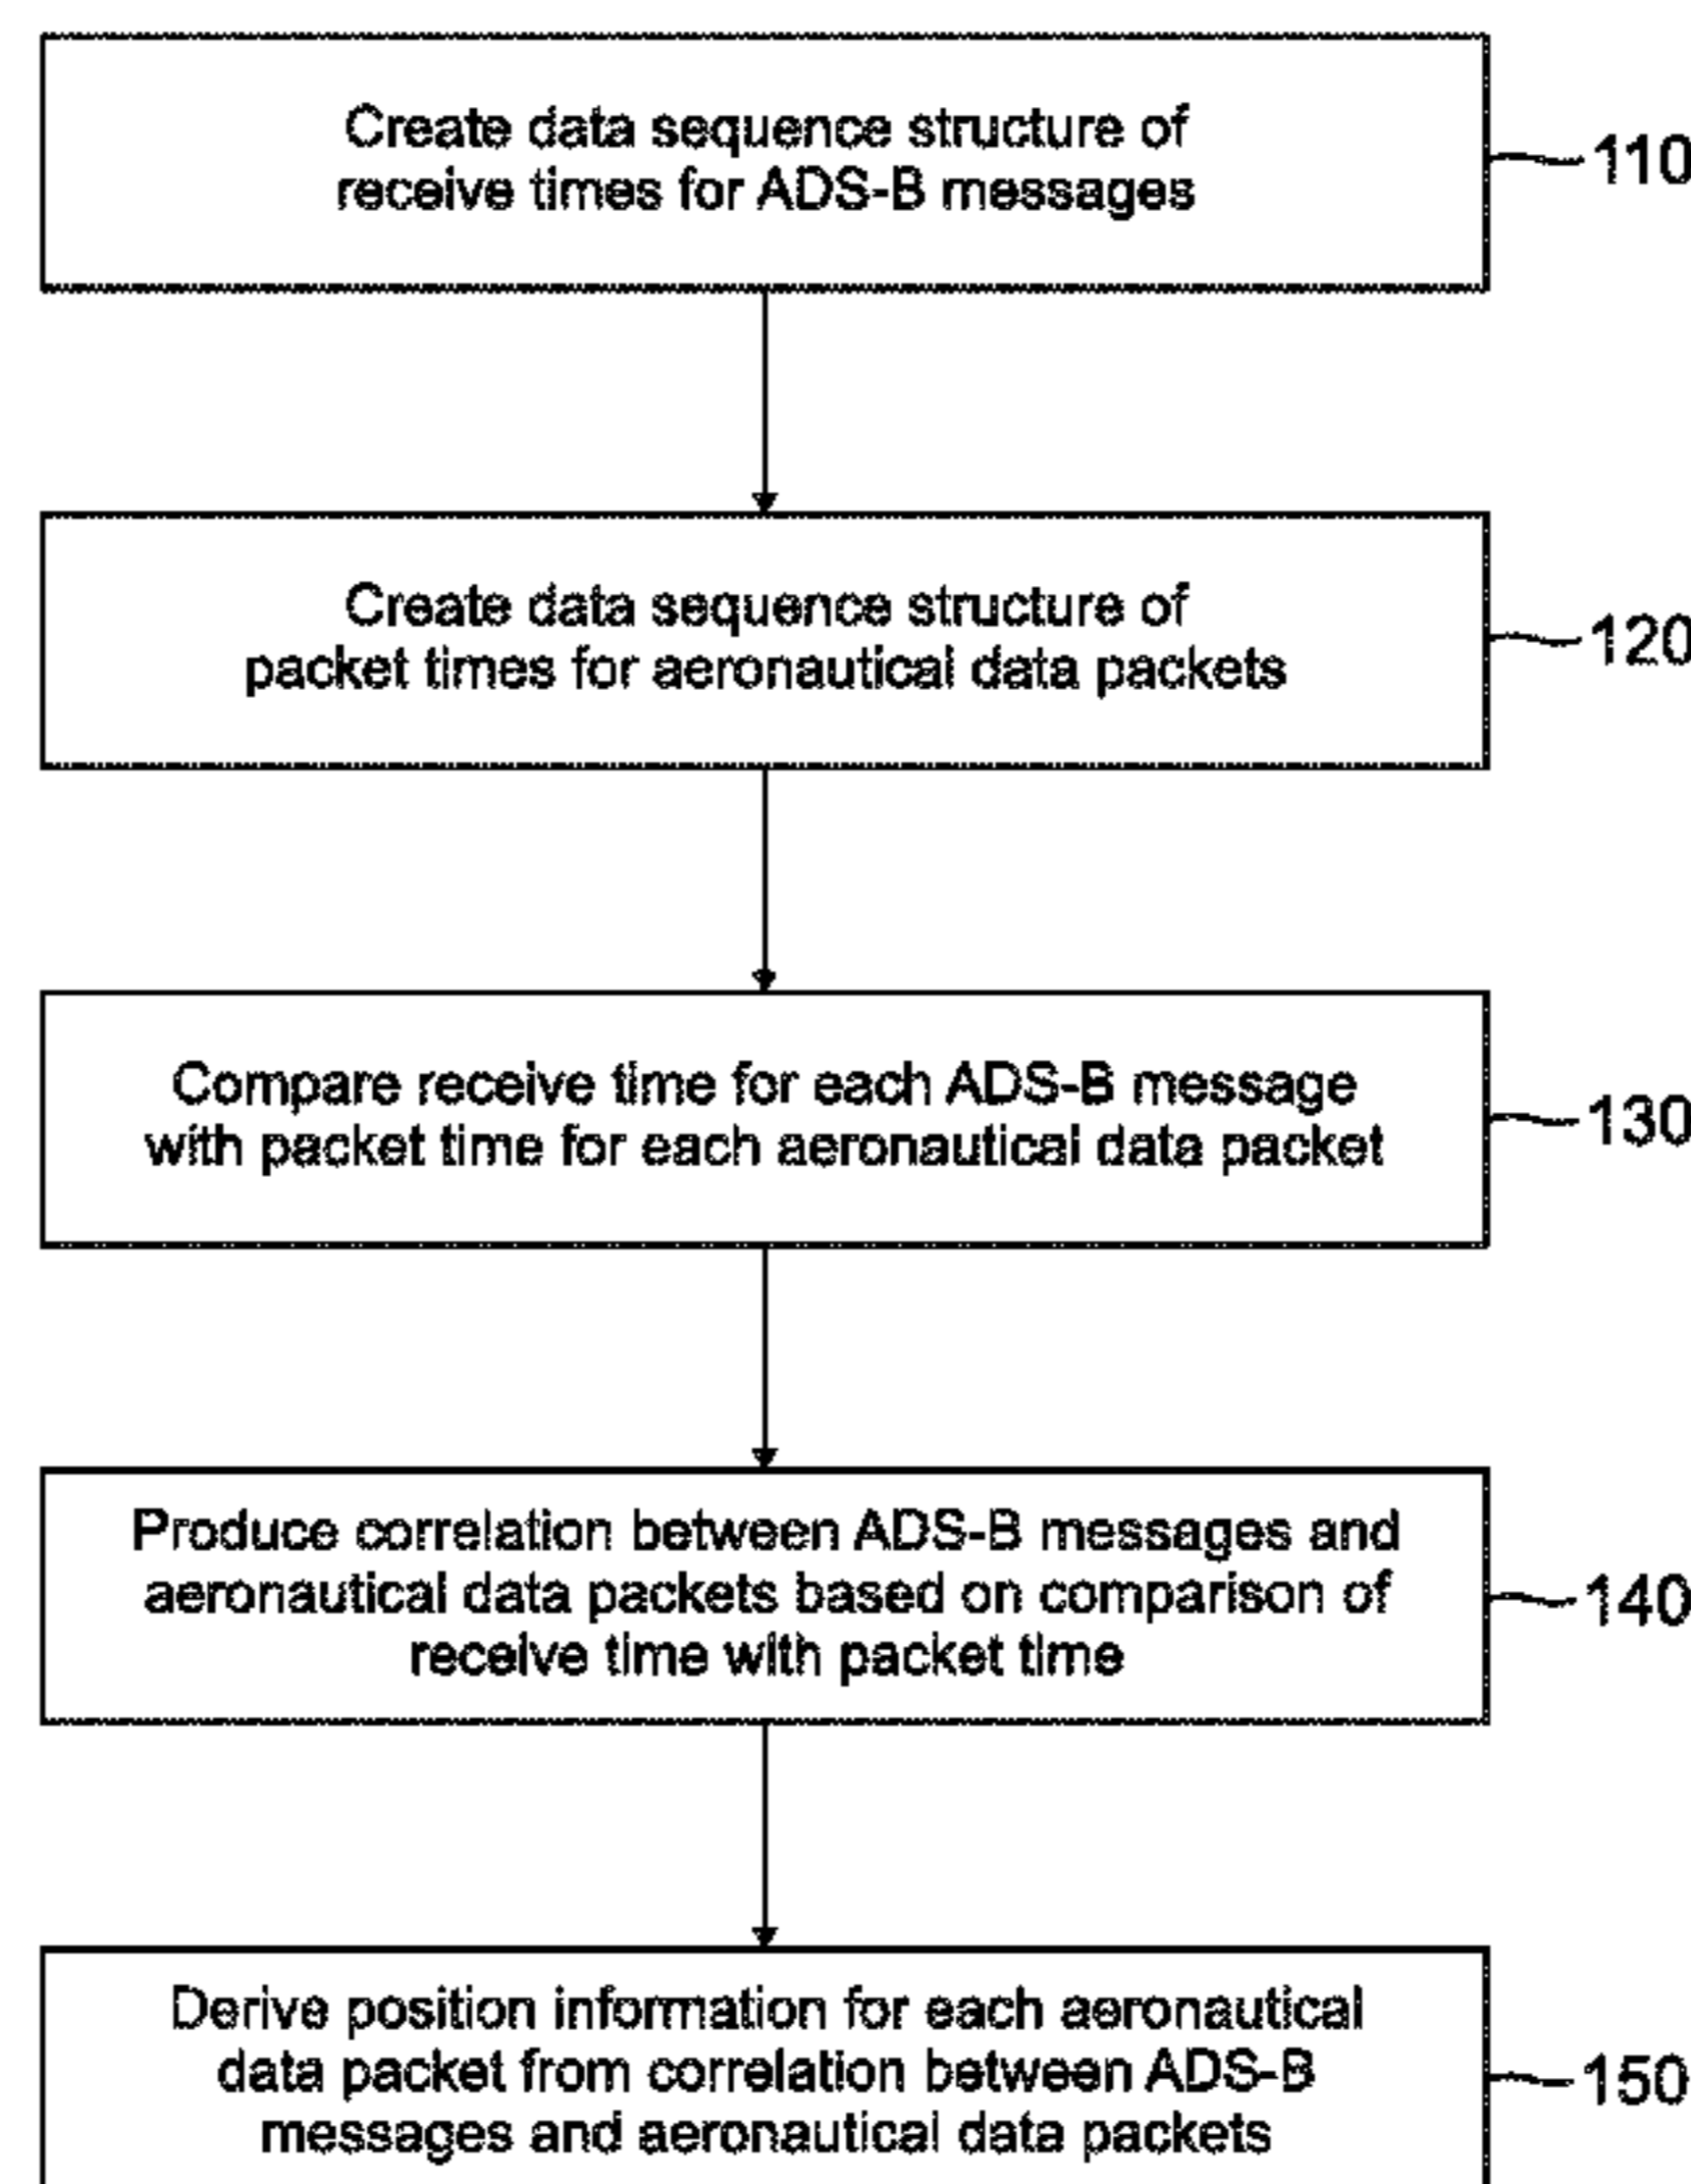 Create data sequence structure of
receive times for ADS-B messages
110
Create data sequence structure of
packet times for aeronautical data packets
120
Compare receive time for each ADS-B message
with packet time for each aeronautical data packet
130
Produce correlation between ADS-B messages and
aeronautical data packets based on comparison of
receive time with packet time
140
Derive position information for each aeronautical
data packet from correlation between ADS-B
messages and aeronautical data packets
150